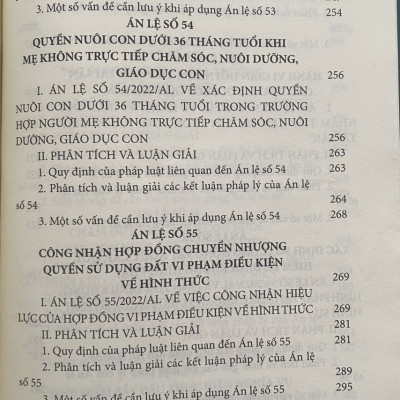 3. Một số vấn đề cần lưu ý khi áp dụng Án lệ số 53 254
ÁN LỆ SỐ 54
QUYỀN NUÔI CON DƯỚI 36 THÁNG TUỔI KHI
MẸ KHÔNG TRỰC TIẾP CHĂM SÓC, NUÔI DƯỠNG,
GIÁO DỤC CON 256
I. ÁN LỆ SỐ 54/2022/AL VỀ XÁC ĐỊNH QUYỀN
NUÔI CON DƯỚI 36 THÁNG TUỔI TRONG TRƯỜNG
HỢP NGƯỜI MẸ KHÔNG TRỰC TIẾP CHĂM SÓC, NUÔI
DƯỠNG, GIÁO DỤC CON 256
II. PHÂN TÍCH VÀ LUẬN GIẢI 263
1. Quy định của pháp luật liên quan đến Án lệ số 54 263
2. Phân tích và luận giải các kết luận pháp lý của Án lệ
số 54 264
3. Một số vấn đề cần lưu ý khi áp dụng Án lệ số 54 268
ÁN LỆ SỐ 55
CÔNG NHẬN HỢP ĐỒNG CHUYỂN NHƯỢNG
QUYỀN SỬ DỤNG ĐẤT VI PHẠM ĐIỀU KIỆN
VỀ HÌNH THỨC 269
I. ÁN LỆ SỐ 55/2022/AL VỀ VIỆC CÔNG NHẬN HIỆU
LỰC CỦA HỢP ĐỒNG VI PHẠM ĐIỀU KIỆN VỀ HÌNH THỨC 269
II. PHÂN TÍCH VÀ LUẬN GIẢI 281
1. Quy định của pháp luật liên quan đến Án lệ số 55 281
2. Phân tích và luận giải các kết luận pháp lý của Án lệ
số 55 289
3. Một số vấn đề cần lưu ý khi áp dụng Án lệ số 55 295